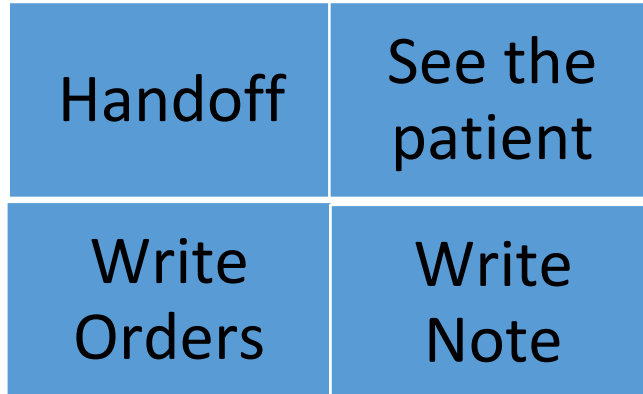 Handoff
See the
patient
Write
Orders
Write
Note